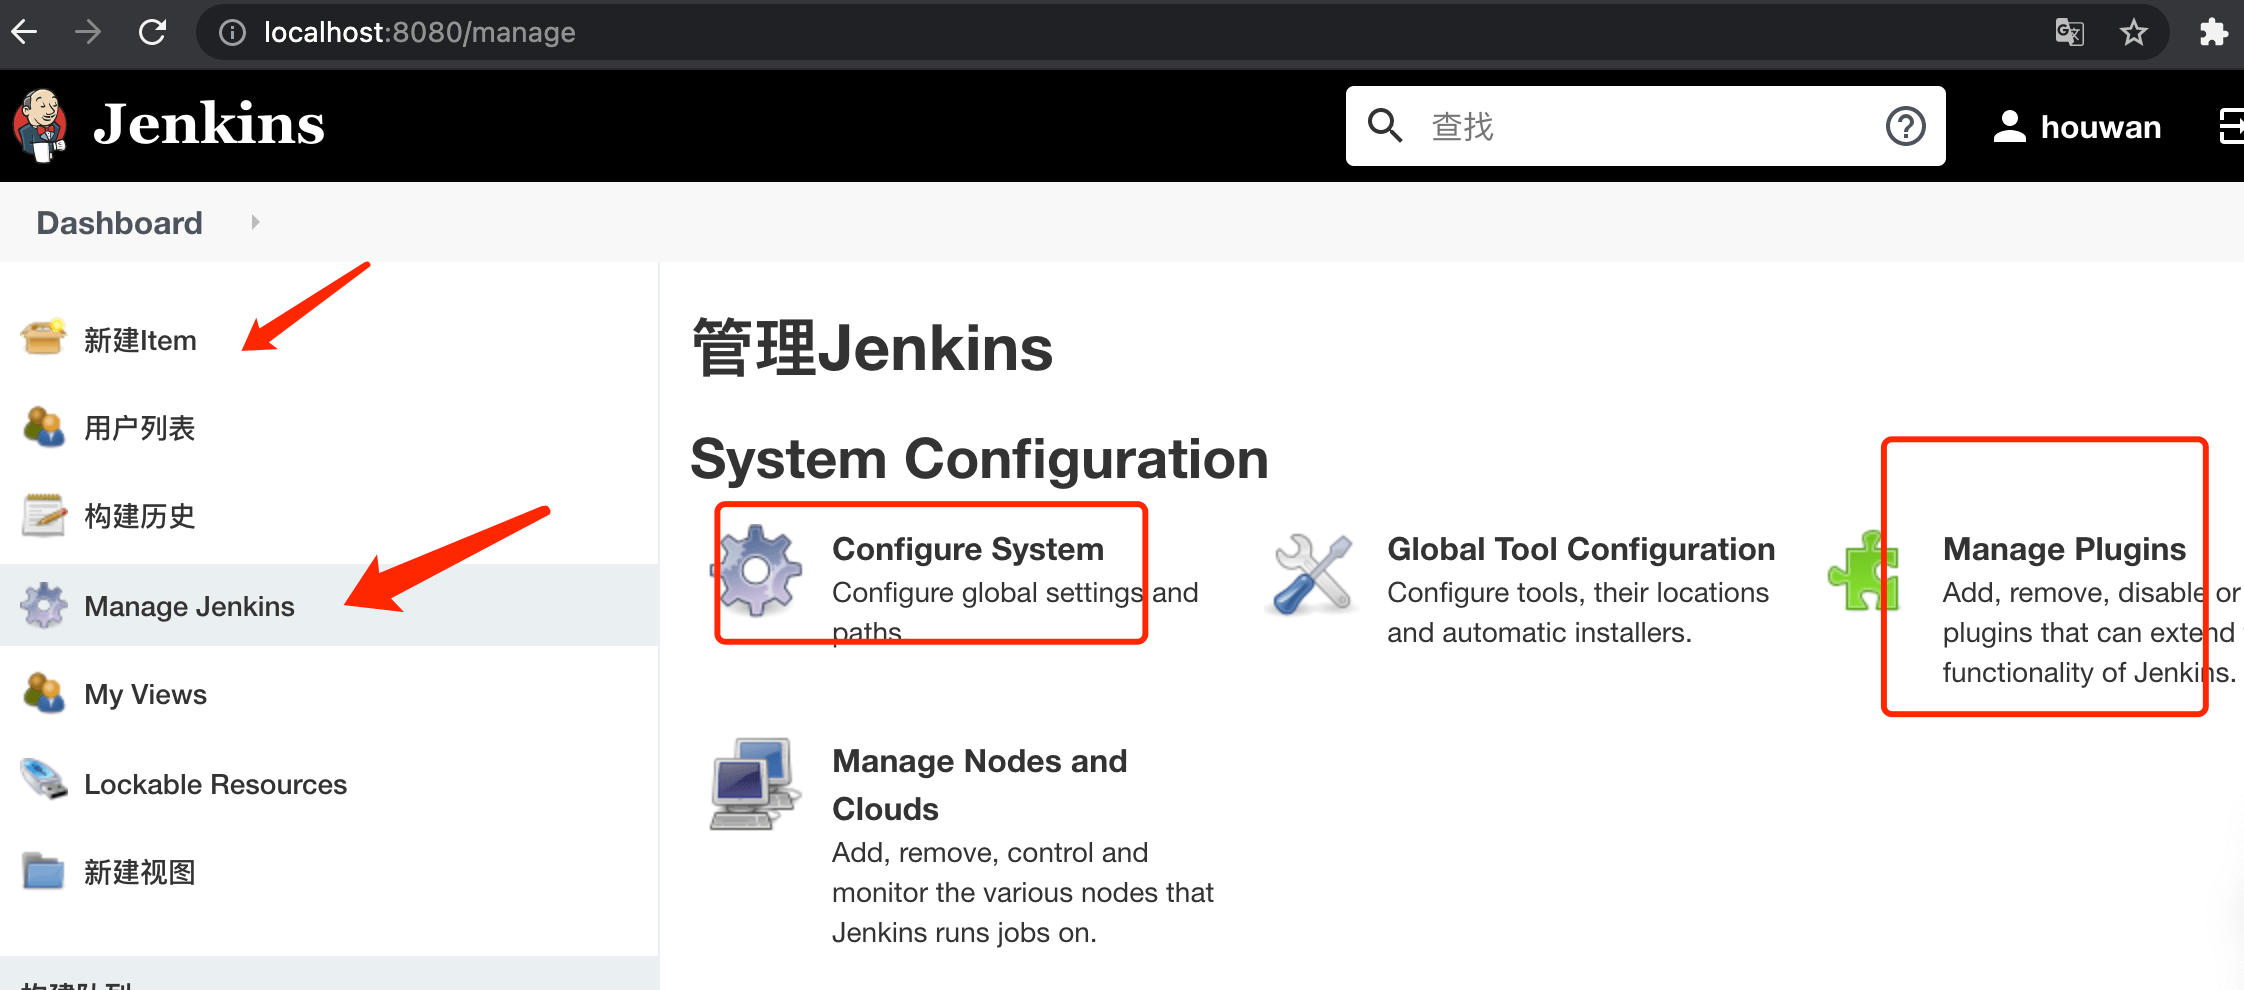 localhost:8080/manage
Jenkins
查找
houwan
Dashboard
新建Item
用户列表
构建历史
Manage Jenkins
My Views
Lockable Resources
新建视图
构建队列
管理Jenkins
System Configuration
Configure System
Configure global settings and
paths.
Global Tool Configuration
Configure tools, their locations
and automatic installers.
Manage Plugins
Add, remove, disable or
plugins that can extend
functionality of Jenkins.
Manage Nodes and
Clouds
Add, remove, control and
monitor the various nodes that
Jenkins runs jobs on.